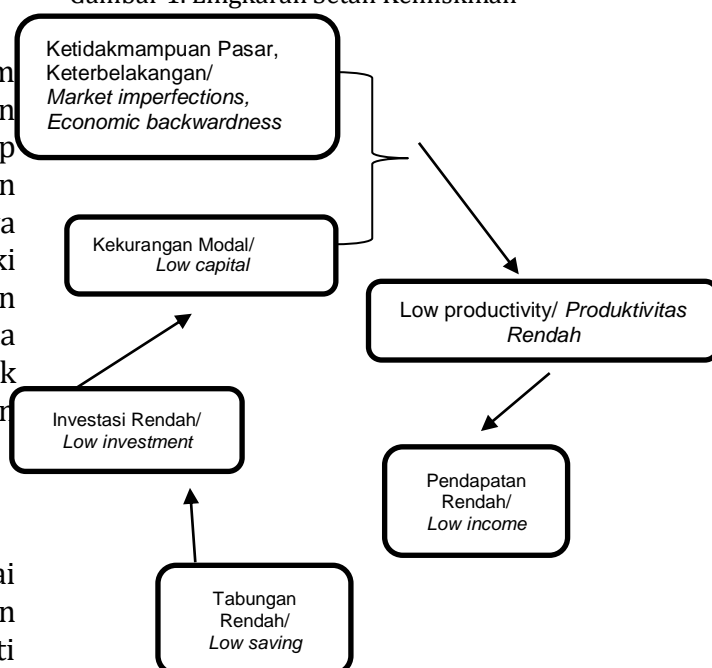 Gambar 1. Lingkaran Setan Kemiskinan
Ketidakmampuan Pasar,
Keterbelakangan/
Market imperfections,
Economic backwardness
Kekurangan Modal/
Low capital
Low productivity/ Produktivitas
Rendah
Investasi Rendah/
Low investment
Pendapatan
Rendah/
Low income
Tabungan
Rendah/
Low saving